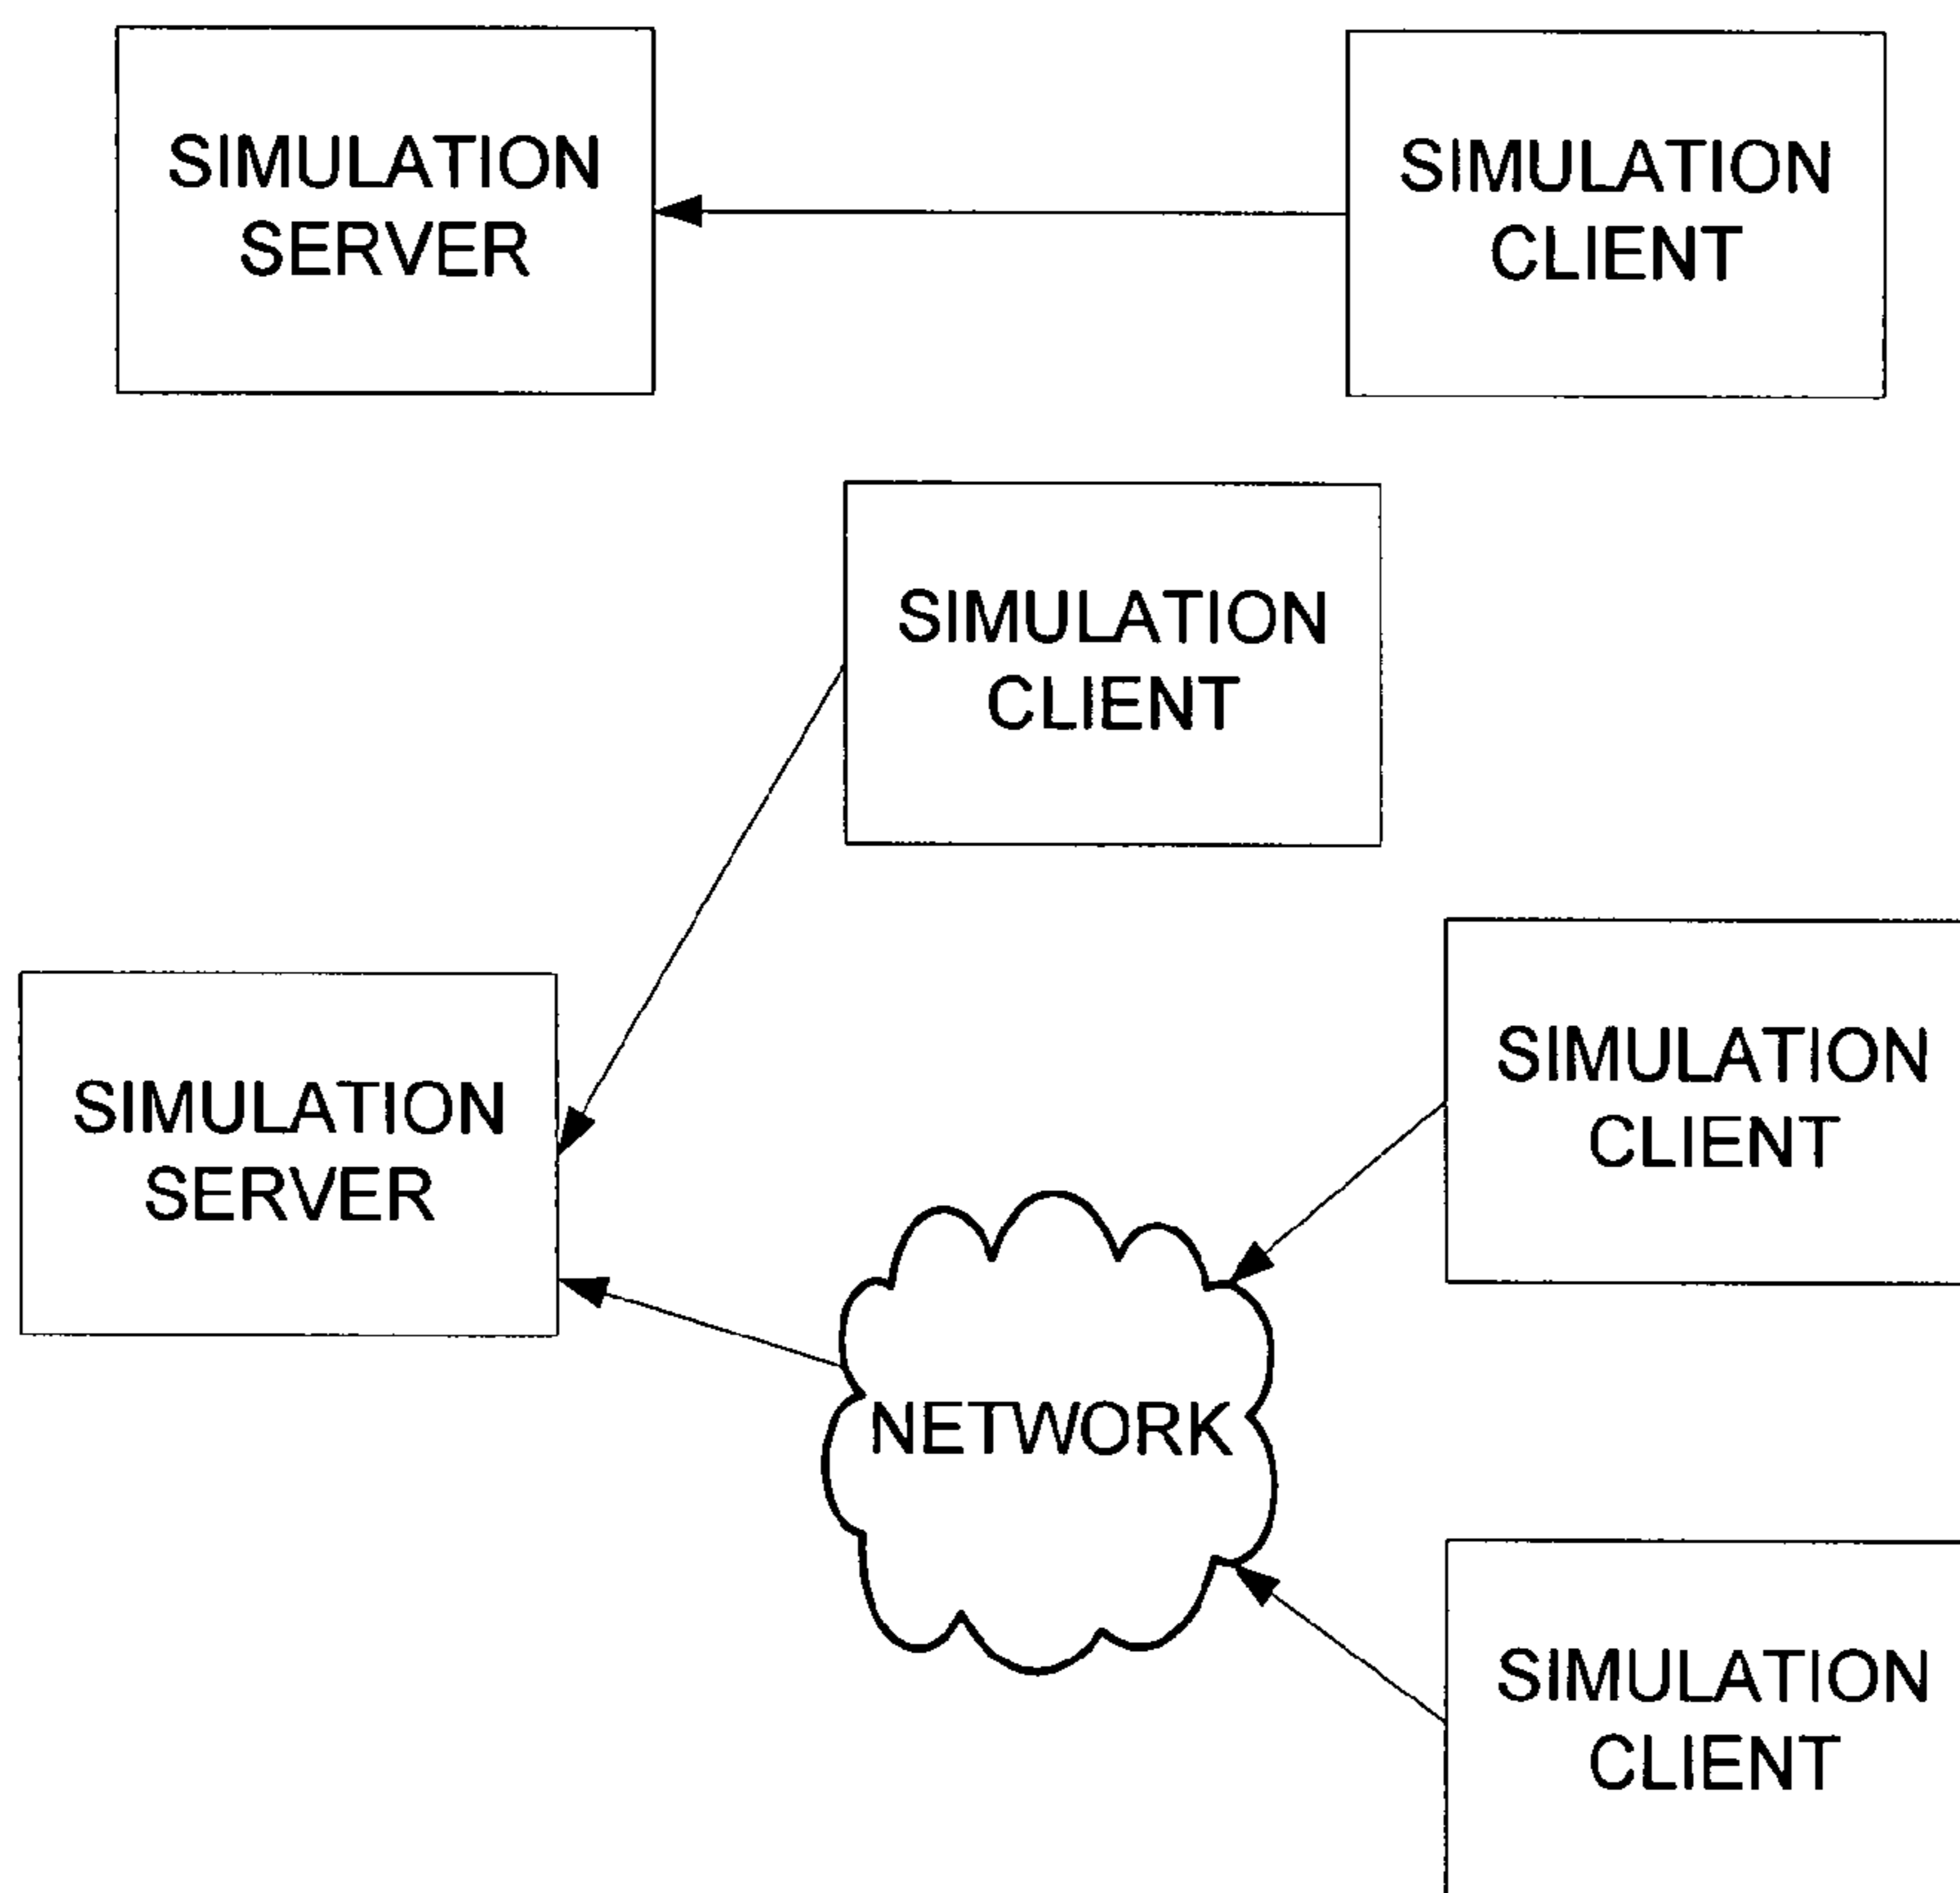 SIMULATION
SERVER
SIMULATION
CLIENT
SIMULATION
CLIENT
SIMULATION
SERVER
SIMULATION
CLIENT
NETWORK
SIMULATION
CLIENT